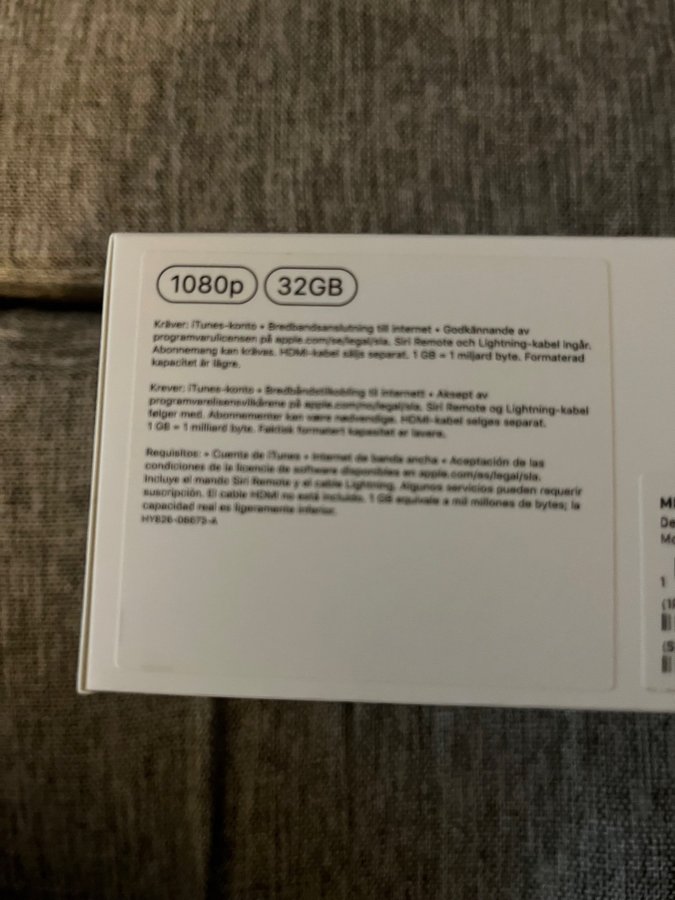 1080p 32GB
Kräver: iTunes-konto • Bredbandsanslutning till internet • Godkännande av
programvarulicensen på apple.com/se/legal/sla. Siri Remote och Lightning-kabel ingår.
Abonnemang kan krävas. HDMI-kabel säljs separat. 1 GB = 1 miljard byte. Formaterad
kapacitet är lägre.
Krever: iTunes-konto • Bredbåndstilkobling til internett • Aksept av
programvarelisensvilkårene på apple.com/no/legal/sla. Siri Remote og Lightning-kabel
følger med. Abonnementer kan være nødvendige. HDMI-kabel selges separat.
1 GB = 1 milliard byte. Faktisk formatert kapasitet er lavere.
Requisitos: • Cuenta de iTunes • Internet de banda ancha • Aceptación de las
condiciones de la licencia de software disponibles en apple.com/es/legal/sla.
Incluye el mando Siri Remote y el cable Lightning. Algunos servicios pueden requerir
suscripción. El cable HDMI no está incluido. 1 GB equivale a mil millones de bytes; la
capacidad real es ligeramente inferior.
De
Mo
1